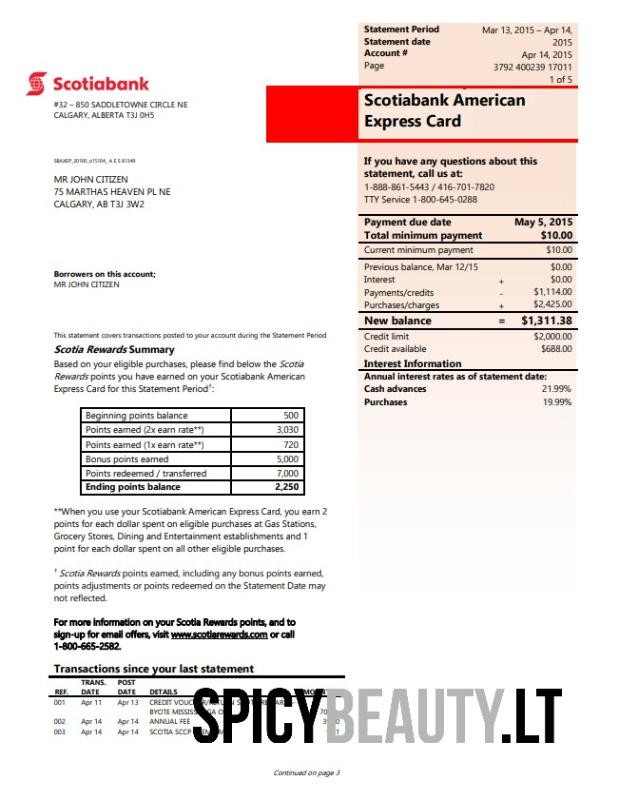 Statement Period Mar 13, 2015 – Apr 14,
Statement date 2015
Account # Apr 14, 2015
Page 3792 400239 17011
1 of 5
Scotiabank
#32 – 850 SADDLETOWNE CIRCLE NE
CALGARY, ALBERTA T3J 0H5
Scotiabank American
Express Card
MR JOHN CITIZEN
75 MARTHAS HEAVEN PL NE
CALGARY, AB T3J 3W2
If you have any questions about this
statement, call us at:
1-888-861-5443 / 416-701-7820
TTY Service 1-800-645-0288
Payment due date May 5, 2015
Total minimum payment $10.00
Current minimum payment $10.00
Previous balance, Mar 12/15 $0.00
Interest + $0.00
Payments/credits - $1,114.00
Purchases/charges + $2,425.00
New balance = $1,311.38
Credit limit $2,000.00
Credit available $688.00
Interest Information
Annual interest rates as of statement date:
Cash advances 21.99%
Purchases 19.99%
Borrowers on this account;
MR JOHN CITIZEN
This statement covers transactions posted to your account during the Statement Period
Scotia Rewards Summary
Based on your eligible purchases, please find below the Scotia
Rewards points you have earned on your Scotiabank American
Express Card for this Statement Period†:
Beginning points balance 500
Points earned (2x earn rate**) 3,030
Points earned (1x earn rate**) 720
Bonus points earned 5,000
Points redeemed / transferred 7,000
Ending points balance 2,250
**When you use your Scotiabank American Express Card, you earn 2
points for each dollar spent on eligible purchases at Gas Stations,
Grocery Stores, Dining and Entertainment establishments and 1
point for each dollar spent on all other eligible purchases.
† Scotia Rewards points earned, including any bonus points earned,
points adjustments or points redeemed on the Statement Date may
not reflected.
For more information on your Scotia Rewards points, and to
sign-up for email offers, visit www.scotiarewards.com or call
1-800-665-2582.
Transactions since your last statement
TRANS. POST
REF. DATE DATE DETAILS
001 Apr 11 Apr 13 CREDIT
BYOTE
002 Apr 14 Apr 14 ANNUAL FEE
003 Apr 14 Apr 14 SCOTIA SCCP
SPICYBEAUTY.LT
Continued on page 3